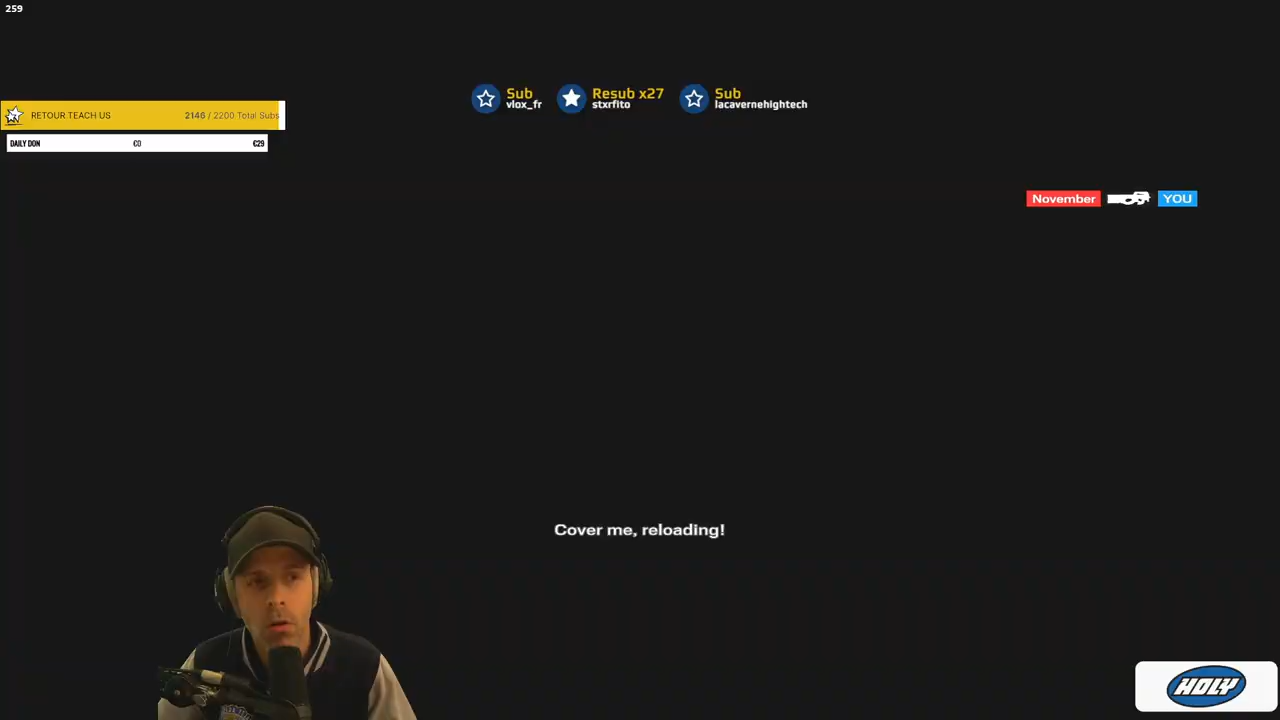 259
Sub
vlox_fr
Resub x27
stxrfito
Sub
lacavernehightech
RETOUR TEACH US 2146 / 2200 Total Subs
DAILY DON €0 €29
November YOU
Cover me, reloading!
HOLY